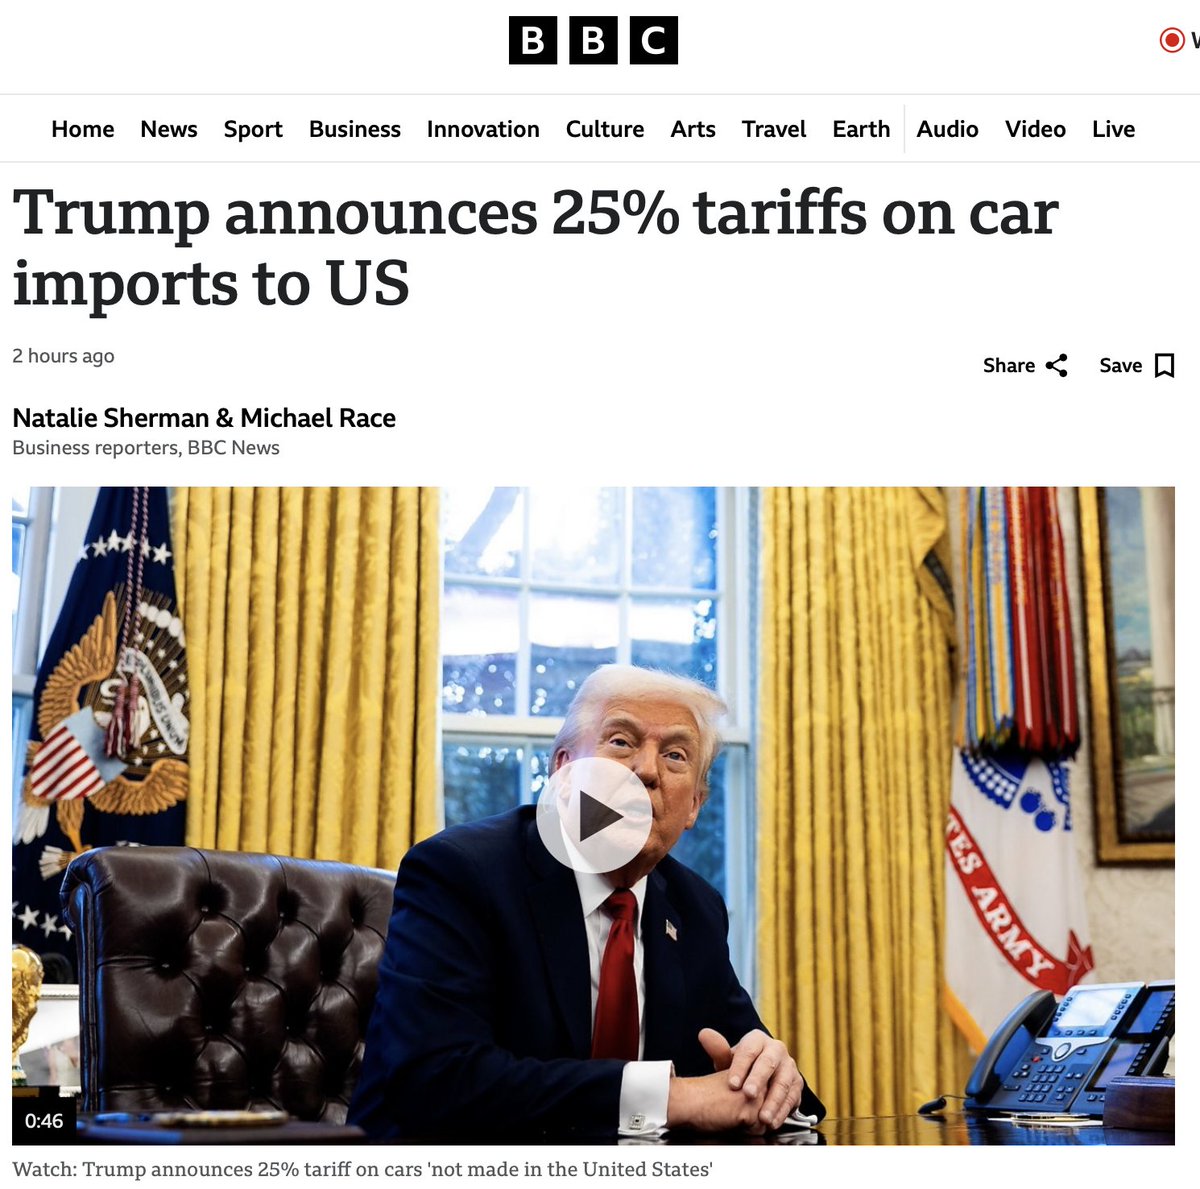 BBC
W
Home News Sport Business Innovation Culture Arts Travel Earth Audio Video Live
Trump announces 25% tariffs on car
imports to US
2 hours ago
Share Save
Natalie Sherman & Michael Race
Business reporters, BBC News
TES ARMY
0:46
Watch: Trump announces 25% tariff on cars 'not made in the United States'